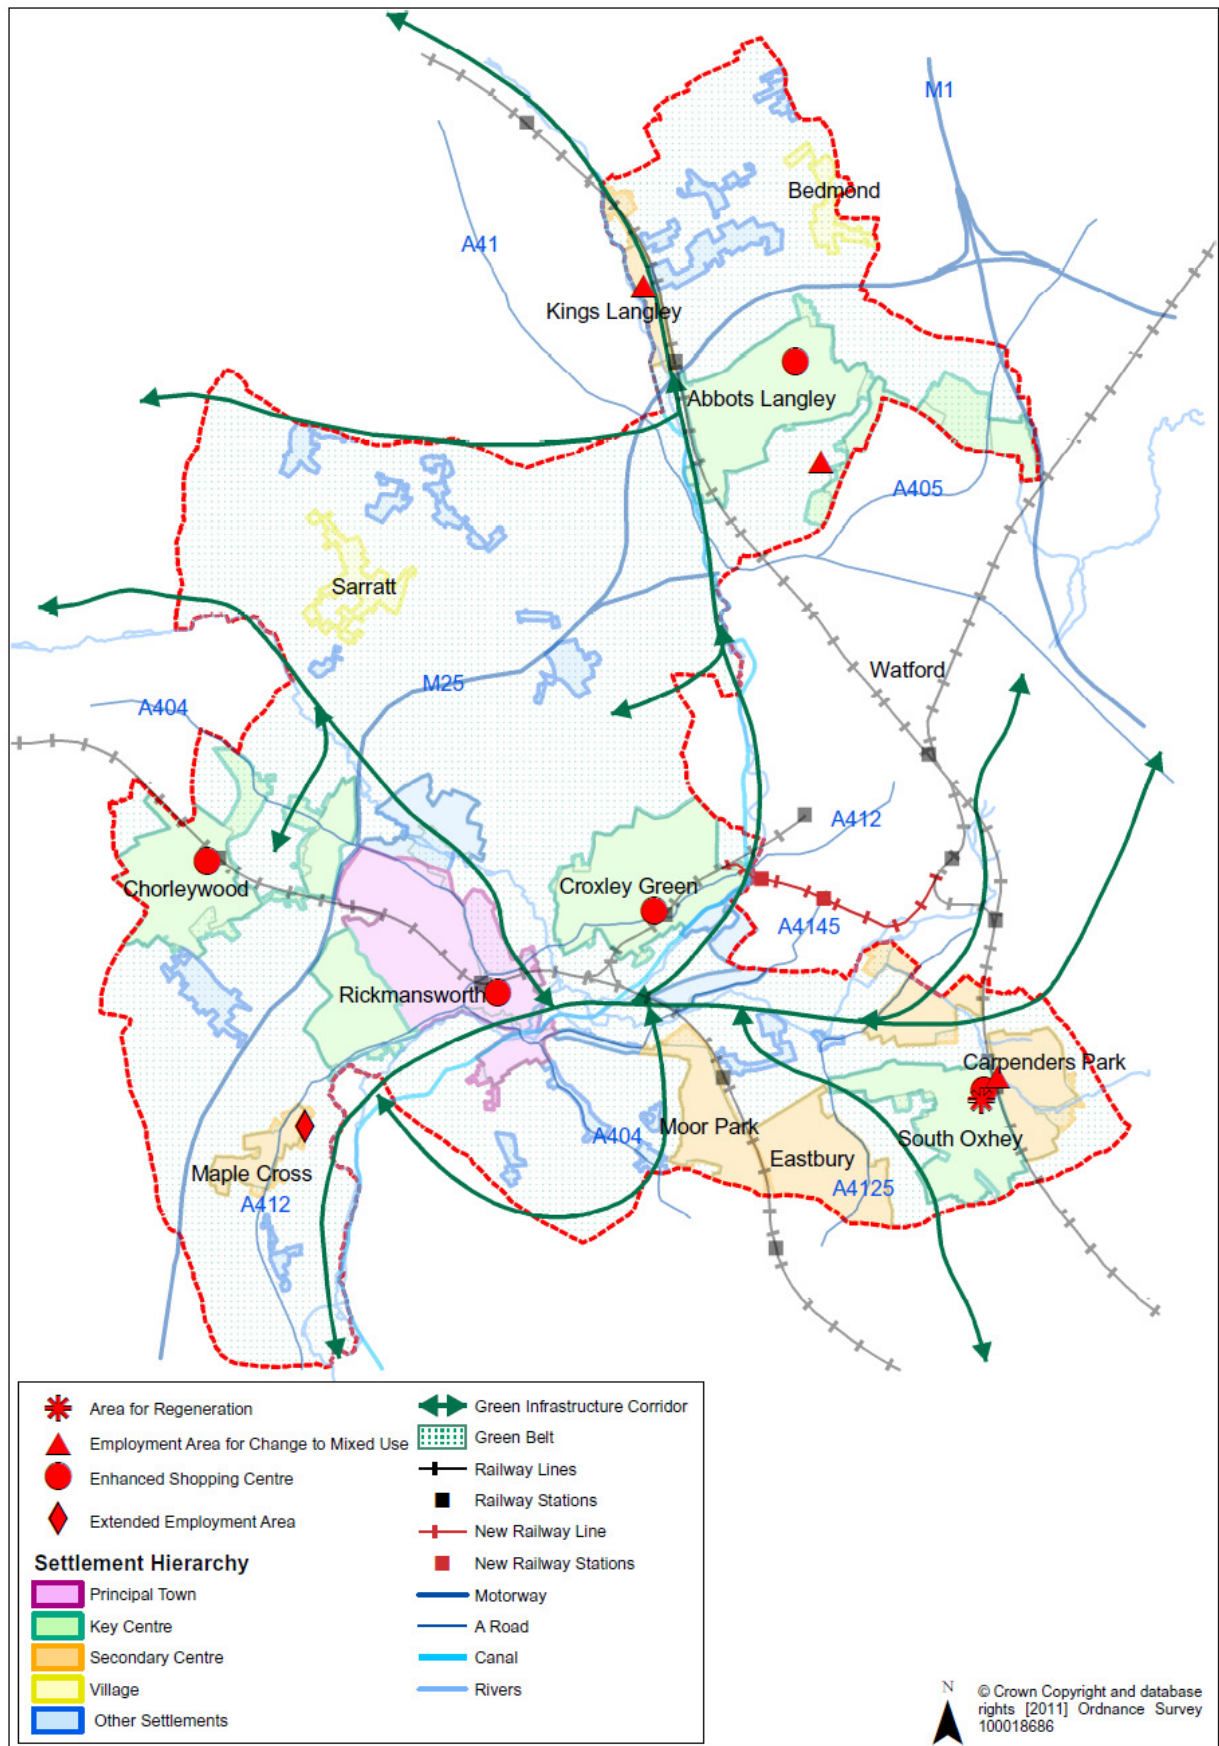 M1
Bedmond
A41
Kings Langley
Abbots Langley
A405
Sarratt
Watford
M25
A404
A412
Chorleywood
Croxley Green
A4145
Rickmansworth
Carpenders Park
Moor Park
A404
South Oxhey
Eastbury
Maple Cross
A4125
A412
Area for Regeneration
Employment Area for Change to Mixed Use
Enhanced Shopping Centre
Extended Employment Area
Settlement Hierarchy
Principal Town
Key Centre
Secondary Centre
Village
Other Settlements
Green Infrastructure Corridor
Green Belt
Railway Lines
Railway Stations
New Railway Line
New Railway Stations
Motorway
A Road
Canal
Rivers
N
© Crown Copyright and database
rights [2011] Ordnance Survey
100018686